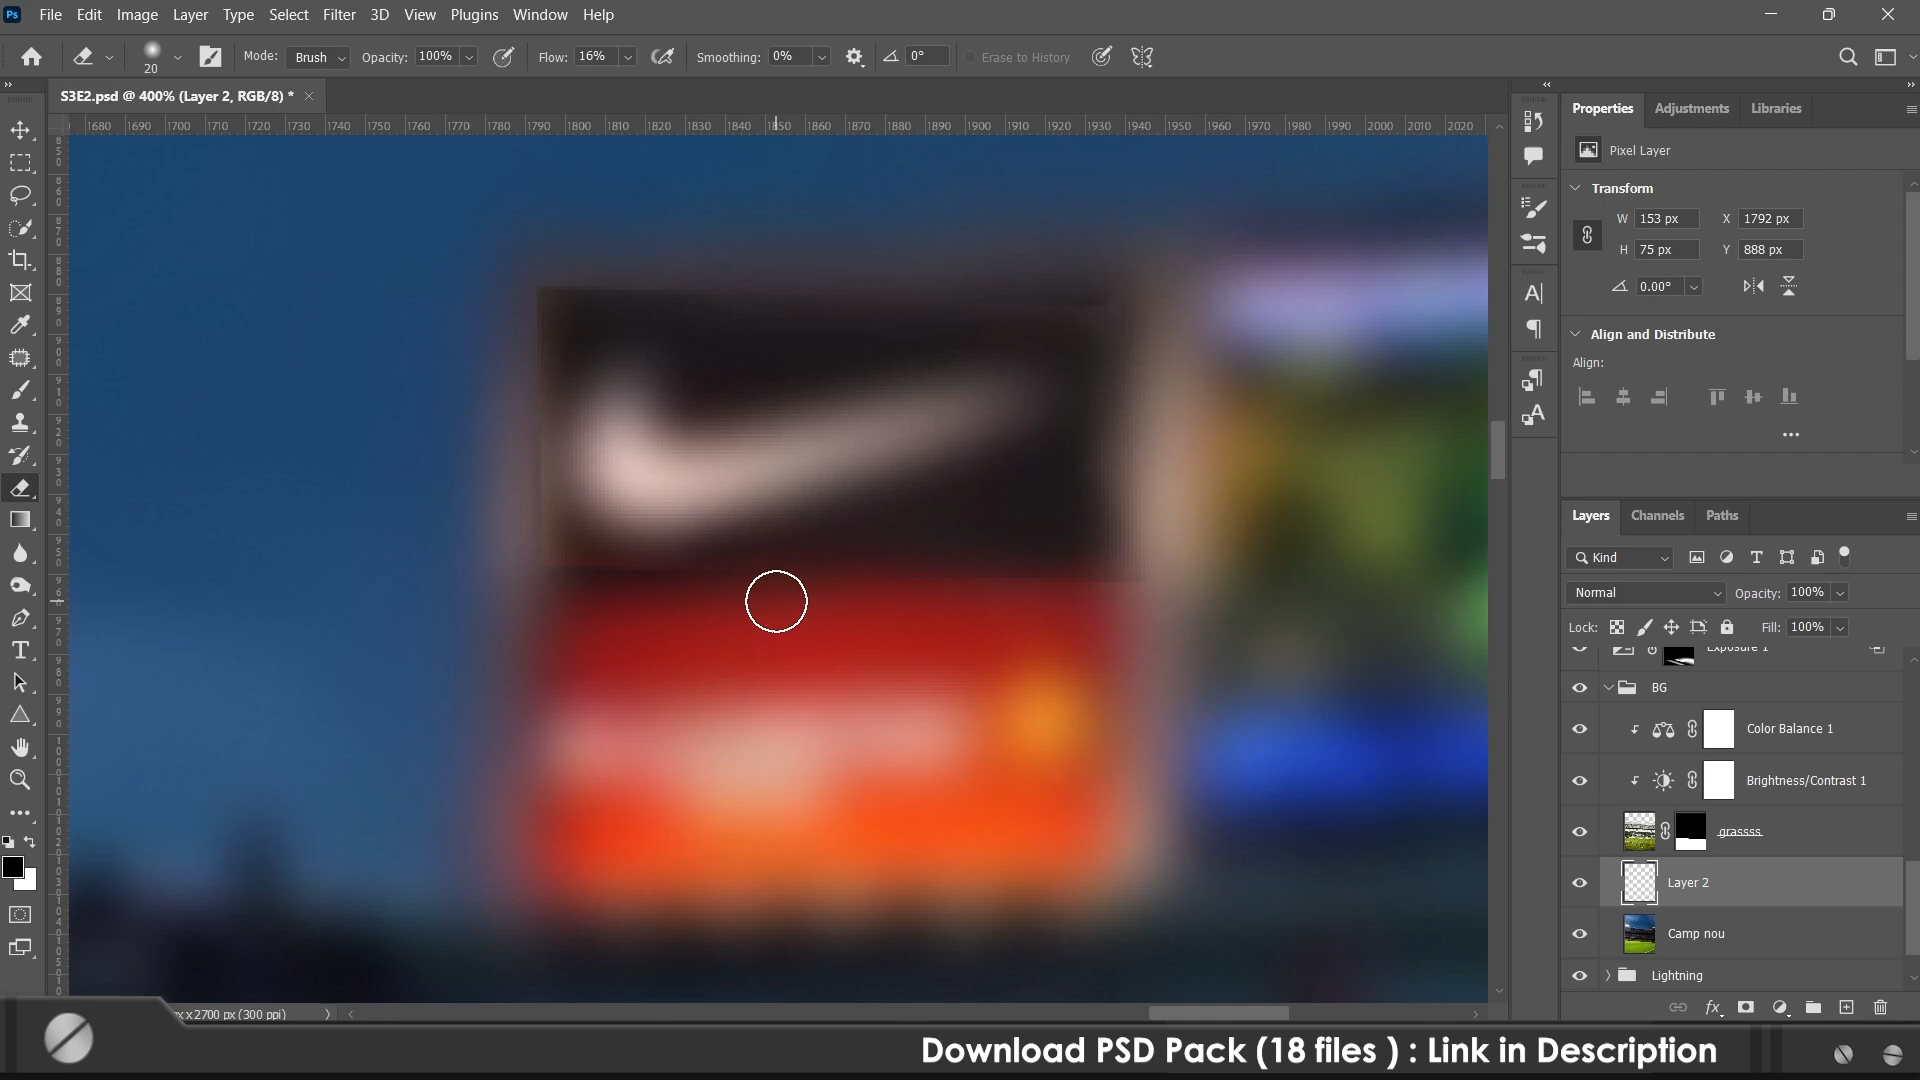 Ps File Edit Image Layer Type Select Filter 3D View Plugins Window Help
20 Mode: Brush Opacity: 100% Flow: 16% Smoothing: 0% 0° Erase to History
S3E2.psd @ 400% (Layer 2, RGB/8) *
1680 1690 1700 1710 1720 1730 1740 1750 1760 1770 1780 1790 1800 1810 1820 1830 1840 1850 1860 1870 1880 1890 1900 1910 1920 1930 1940 1950 1960 1970 1980 1990 2000 2010 2020
Properties Adjustments Libraries
Pixel Layer
Transform
W 153 px X 1792 px
H 75 px Y 888 px
0.00°
Align and Distribute
Align:
Layers Channels Paths
Kind
Normal Opacity: 100%
Lock: Fill: 100%
Exposure 1
BG
Color Balance 1
Brightness/Contrast 1
grassss
Layer 2
Camp nou
Lightning
px x 2700 px (300 ppi)
Download PSD Pack (18 files ) : Link in Description